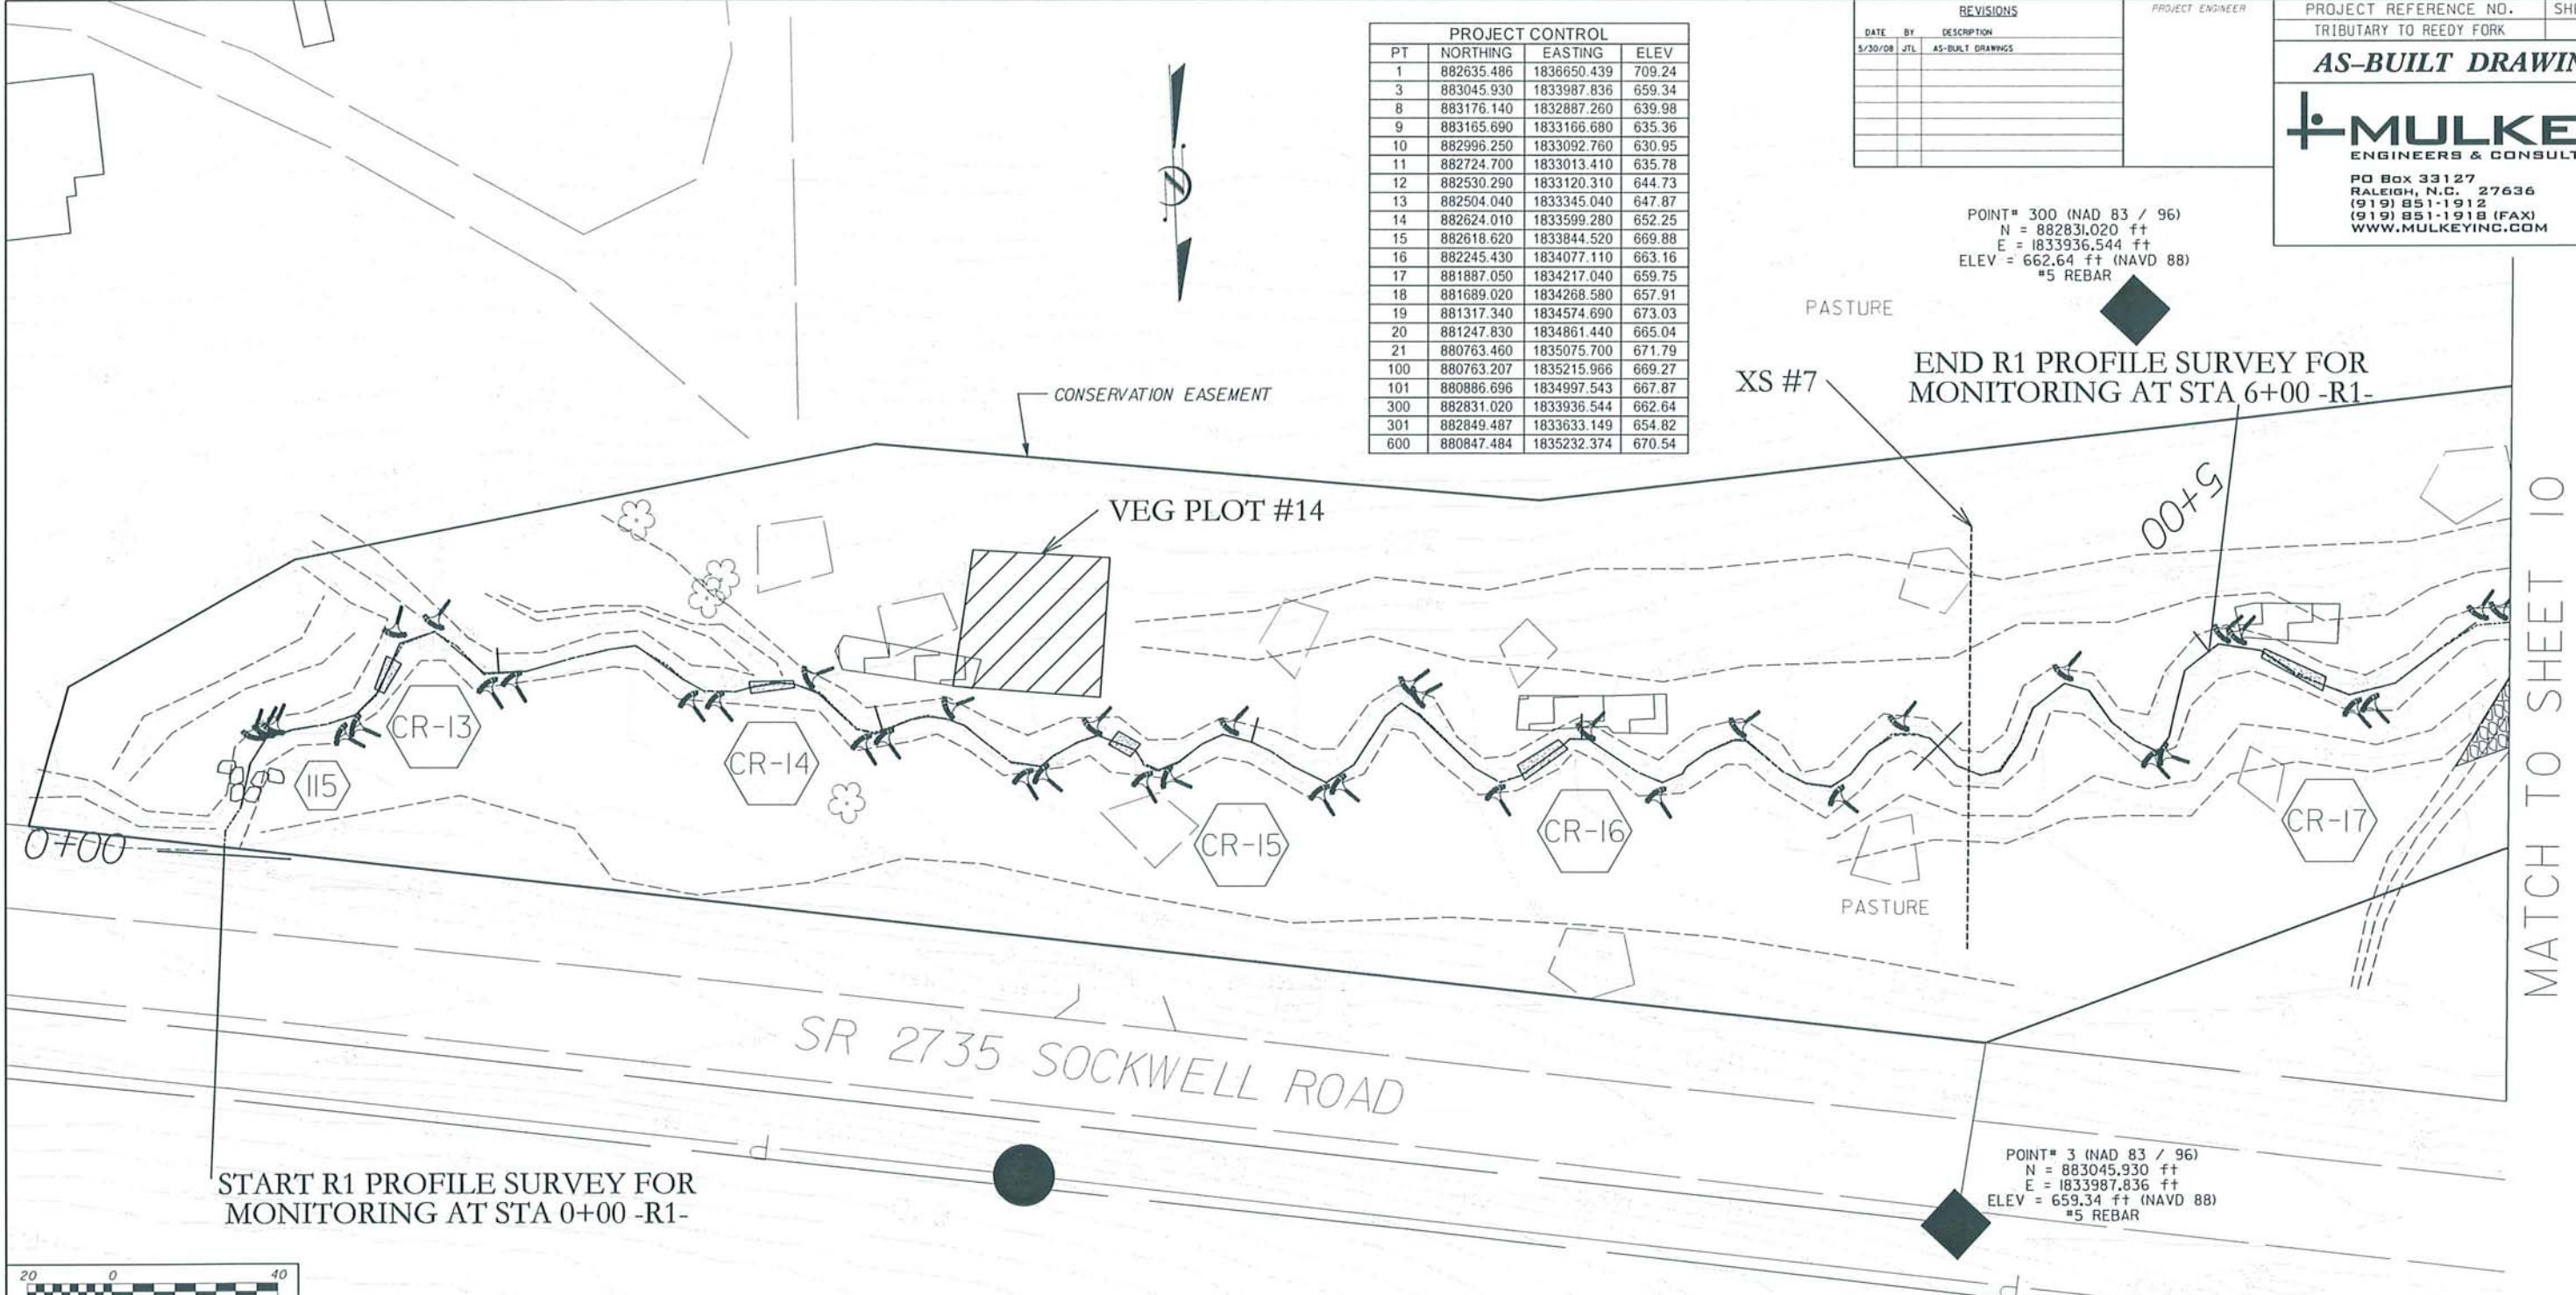 PROJECT CONTROL
PT NORTHING EASTING ELEV
1 882635.486 1836650.439 709.24
3 883045.930 1833987.836 659.34
8 883176.140 1832887.260 639.98
9 883165.690 1833166.680 635.36
10 882996.250 1833092.760 630.95
11 882724.700 1833013.410 635.78
12 882530.290 1833120.310 644.73
13 882504.040 1833345.040 647.87
14 882624.010 1833599.280 652.25
15 882618.620 1833844.520 669.88
16 882245.430 1834077.110 663.16
17 881887.050 1834217.040 659.75
18 881689.020 1834268.580 657.91
19 881317.340 1834574.690 673.03
20 881247.830 1834861.440 665.04
21 880763.460 1835075.700 671.79
100 880763.207 1835215.966 669.27
101 880886.696 1834997.543 667.87
300 882831.020 1833936.544 662.64
301 882849.487 1833633.149 654.82
600 880847.484 1835232.374 670.54
REVISIONS
DATE BY DESCRIPTION
5/30/08 JTL AS-BUILT DRAWINGS
PROJECT ENGINEER
PROJECT REFERENCE NO.
TRIBUTARY TO REEDY FORK
AS-BUILT DRAWIN
MULKE
ENGINEERS & CONSULT
PO BOX 33127
RALEIGH, N.C. 27636
(919) 851-1912
(919) 851-1918 (FAX)
WWW.MULKEYINC.COM
N
POINT# 300 (NAD 83 / 96)
N = 882831.020 ft
E = 1833936.544 ft
ELEV = 662.64 ft (NAVD 88)
#5 REBAR
PASTURE
END R1 PROFILE SURVEY FOR
MONITORING AT STA 6+00 -R1-
XS #7
CONSERVATION EASEMENT
VEG PLOT #14
5+00
MATCH TO SHEET 10
CR-13
115
CR-14
CR-15
CR-16
CR-17
0+00
PASTURE
SR 2735 SOCKWELL ROAD
P
P
START R1 PROFILE SURVEY FOR
MONITORING AT STA 0+00 -R1-
POINT# 3 (NAD 83 / 96)
N = 883045.930 ft
E = 1833987.836 ft
ELEV = 659.34 ft (NAVD 88)
#5 REBAR
20 0 40